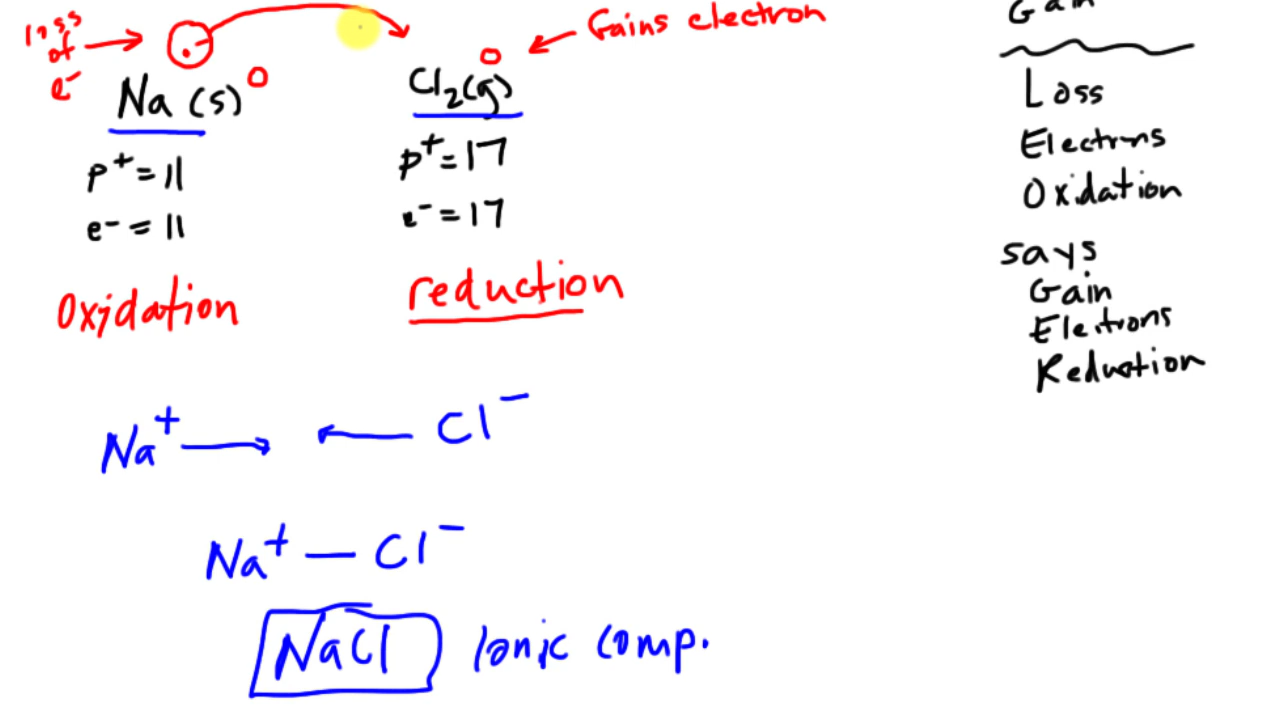 loss
of
e⁻
Gains electron
Na (s) 0
Cl₂(g) 0
p⁺ = 11
p⁺ = 17
e⁻ = 11
e⁻ = 17
Oxidation
reduction
Na⁺ → ← Cl⁻
Na⁺ — Cl⁻
NaCl Ionic comp.
Gain
Loss
Electrons
Oxidation
says
Gain
Electrons
Reduction